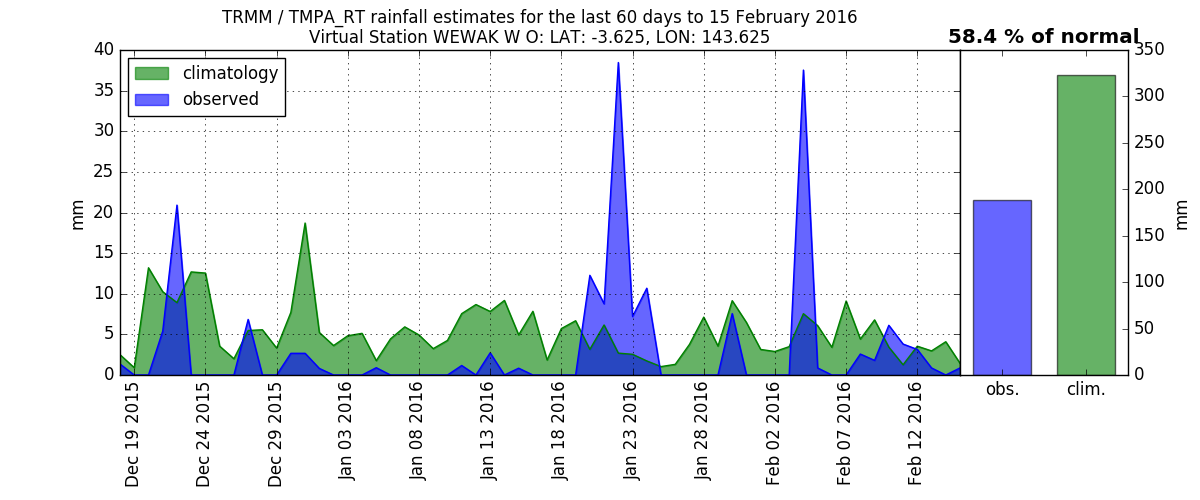 TRMM / TMPA_RT rainfall estimates for the last 60 days to 15 February 2016
Virtual Station WEWAK W O: LAT: -3.625, LON: 143.625
58.4 % of normal
climatology
observed
40
35
30
25
20
15
10
5
0
mm
350
300
250
200
150
100
50
0
mm
Dec 19 2015
Dec 24 2015
Dec 29 2015
Jan 03 2016
Jan 08 2016
Jan 13 2016
Jan 18 2016
Jan 23 2016
Jan 28 2016
Feb 02 2016
Feb 07 2016
Feb 12 2016
obs.
clim.